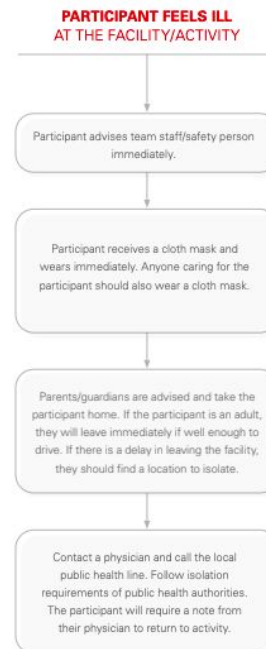 PARTICIPANT FEELS ILL
AT THE FACILITY/ACTIVITY
Participant advises team staff/safety person
immediately.
Participant receives a cloth mask and
wears immediately. Anyone caring for the
participant should also wear a cloth mask.
Parents/guardians are advised and take the
participant home. If the participant is an adult,
they will leave immediately if well enough to
drive. If there is a delay in leaving the facility,
they should find a location to isolate.
Contact a physician and call the local
public health line. Follow isolation
requirements of public health authorities.
The participant will require a note from
their physician to return to activity.